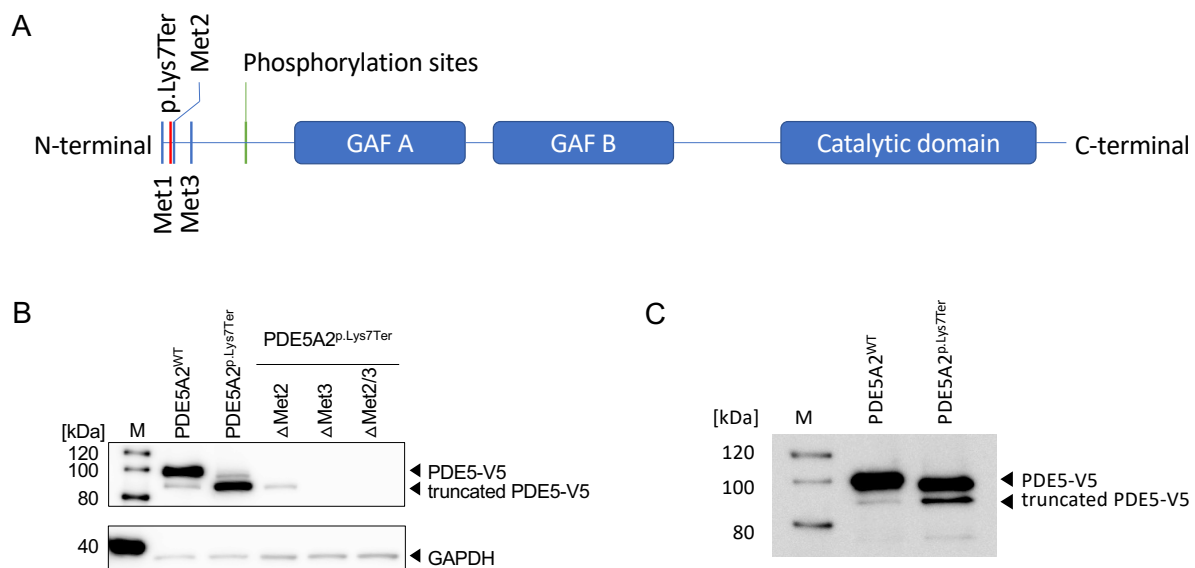 A
p.Lys7Ter
Met2
Phosphorylation sites
N-terminal
GAF A
GAF B
Catalytic domain
C-terminal
Met1
Met3
B
PDE5A2p.Lys7Ter
[kDa]
M
PDE5A2WT
PDE5A2p.Lys7Ter
ΔMet2
ΔMet3
ΔMet2/3
120
100
80
PDE5-V5
truncated PDE5-V5
40
GAPDH
C
[kDa]
M
PDE5A2WT
PDE5A2p.Lys7Ter
120
100
80
PDE5-V5
truncated PDE5-V5